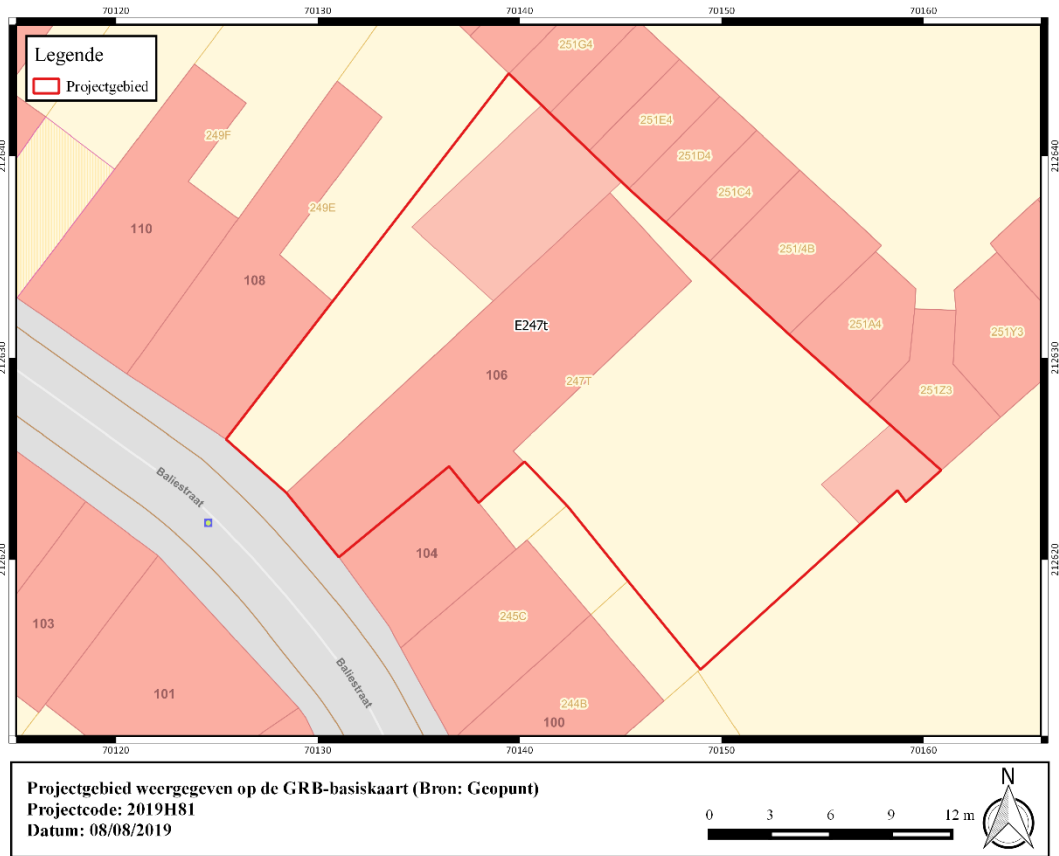 70120 70130 70140 70150 70160
Legende
Projectgebied
251G4
251E4
249F
251D4
212640 212640
251C4
249E
110
251/4B
108
E247t
251A4
251Y3
212630 212630
106
247T
251Z3
Baliestraat
104
212620 212620
245C
103
Baliestraat
101
244B
100
70120 70130 70140 70150 70160
Projectgebied weergegeven op de GRB-basiskaart (Bron: Geopunt)
Projectcode: 2019H81
Datum: 08/08/2019
0 3 6 9 12 m
N